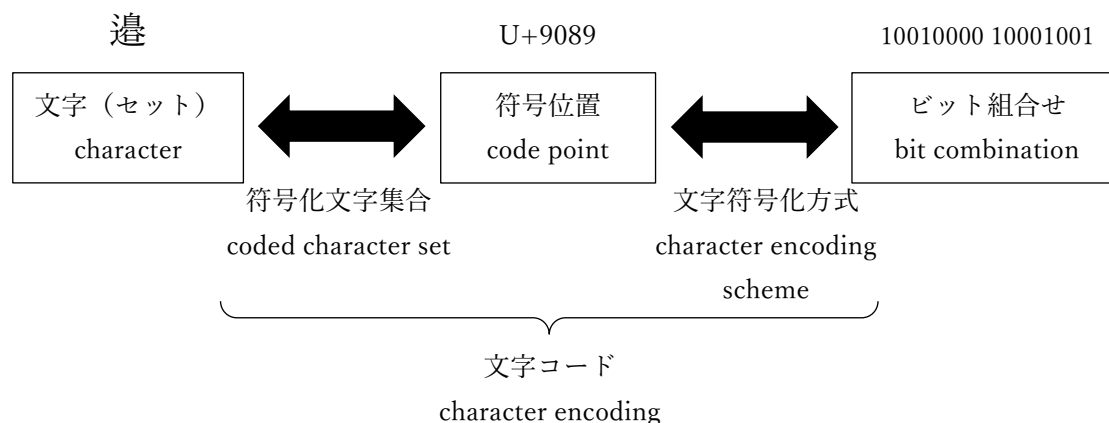 邉
U+9089
10010000 10001001
文字（セット）
character
符号位置
code point
ビット組合せ
bit combination
符号化文字集合
coded character set
文字符号化方式
character encoding
scheme
文字コード
character encoding